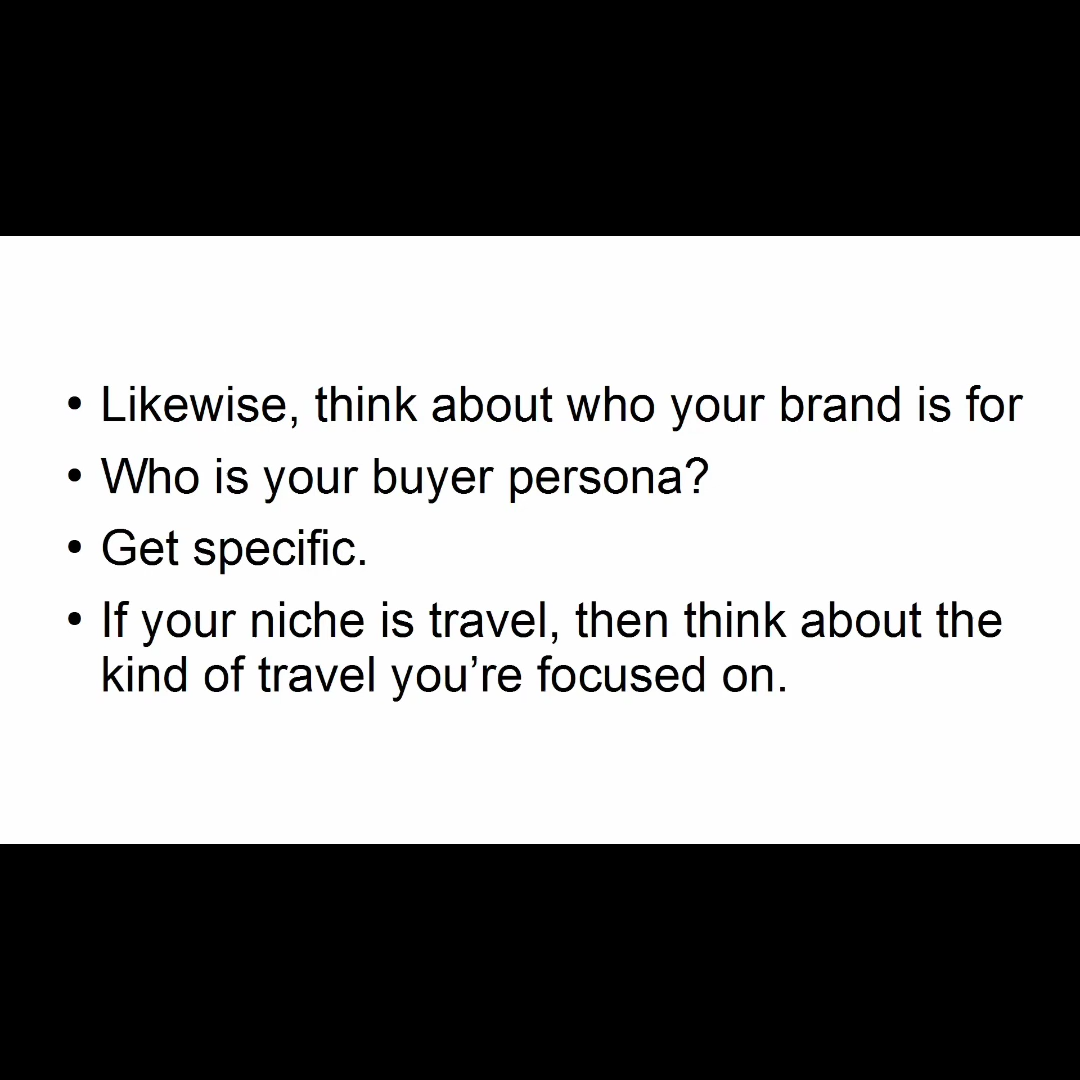 • Likewise, think about who your brand is for
• Who is your buyer persona?
• Get specific.
• If your niche is travel, then think about the
kind of travel you’re focused on.